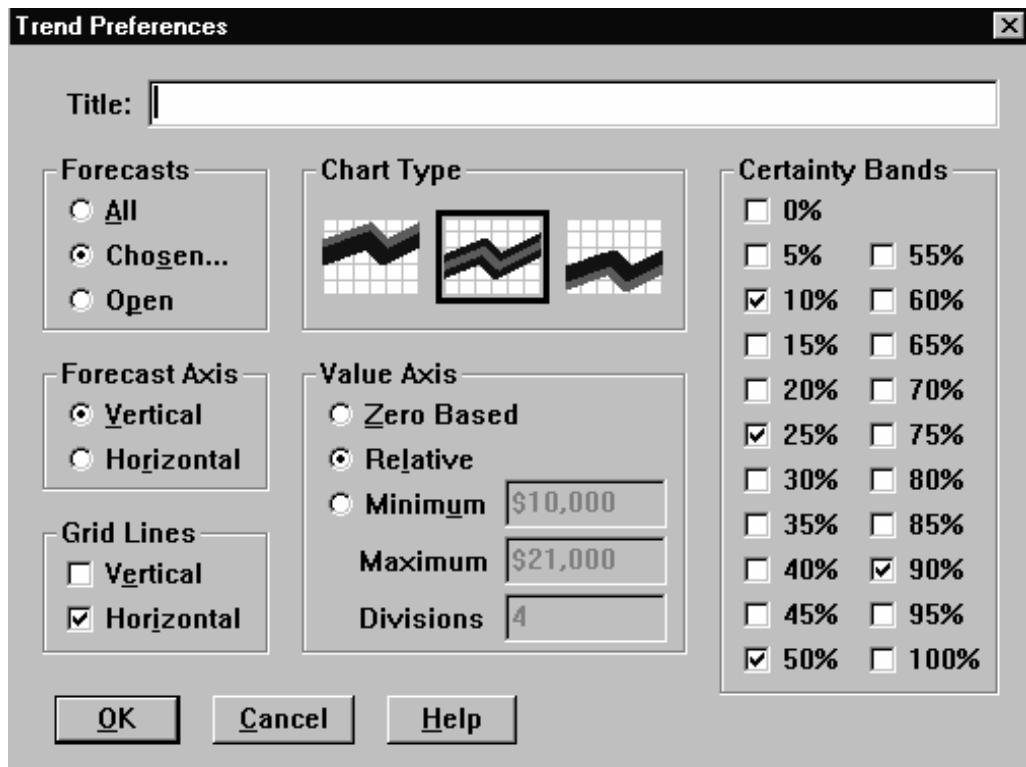 Trend Preferences
Title:
Forecasts
All
Chosen...
Open
Chart Type
Certainty Bands
0%
5% 55%
10% 60%
15% 65%
20% 70%
25% 75%
30% 80%
35% 85%
40% 90%
45% 95%
50% 100%
Forecast Axis
Vertical
Horizontal
Value Axis
Zero Based
Relative
Minimum $10,000
Maximum $21,000
Divisions 4
Grid Lines
Vertical
Horizontal
OK Cancel Help